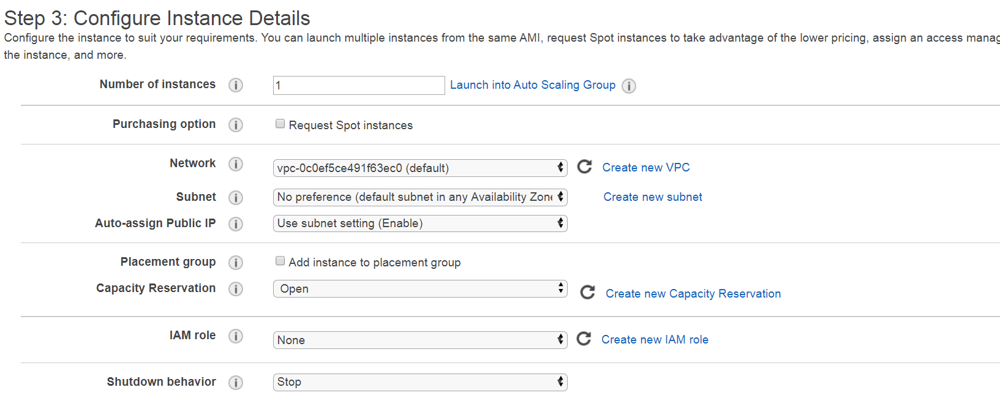 Step 3: Configure Instance Details
Configure the instance to suit your requirements. You can launch multiple instances from the same AMI, request Spot instances to take advantage of the lower pricing, assign an access manag
the instance, and more.
Number of instances i 1 Launch into Auto Scaling Group i
Purchasing option i Request Spot instances
Network i vpc-0c0ef5ce491f63ec0 (default) Create new VPC
Subnet i No preference (default subnet in any Availability Zone Create new subnet
Auto-assign Public IP i Use subnet setting (Enable)
Placement group i Add instance to placement group
Capacity Reservation i Open Create new Capacity Reservation
IAM role i None Create new IAM role
Shutdown behavior i Stop